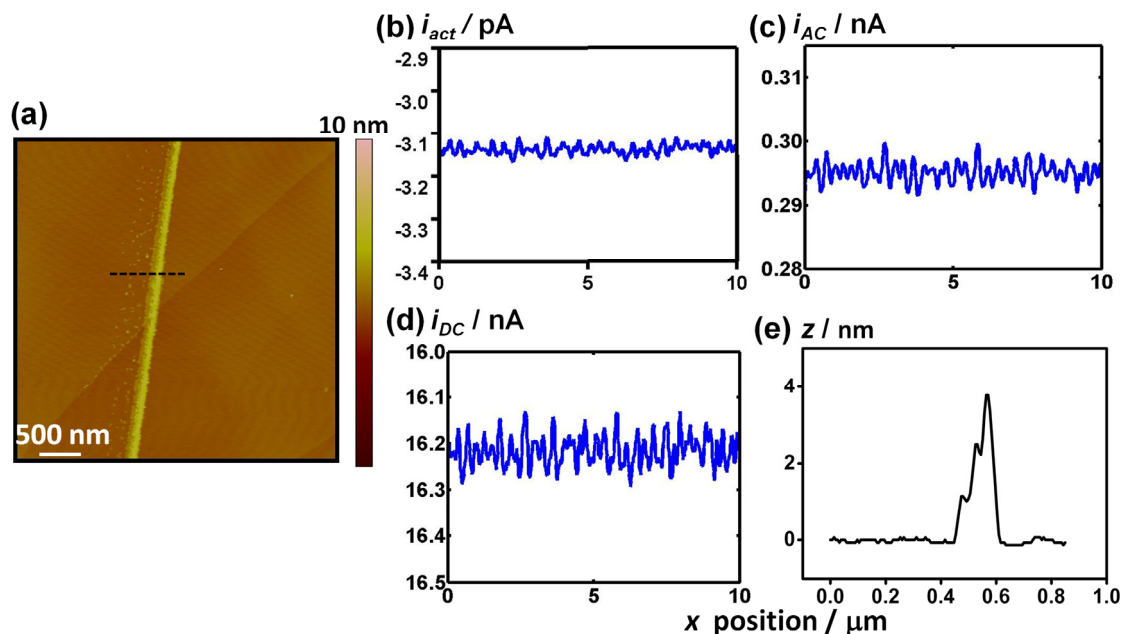 (a)
10 nm
500 nm
(b) i_act / pA
-2.9
-3.0
-3.1
-3.2
-3.3
-3.4
0 5 10
(c) i_AC / nA
0.31
0.30
0.29
0.28
0 5 10
(d) i_DC / nA
16.0
16.1
16.2
16.3
16.4
16.5
0 5 10
(e) z / nm
4
2
0
0.0 0.2 0.4 0.6 0.8 1.0
x position / μm